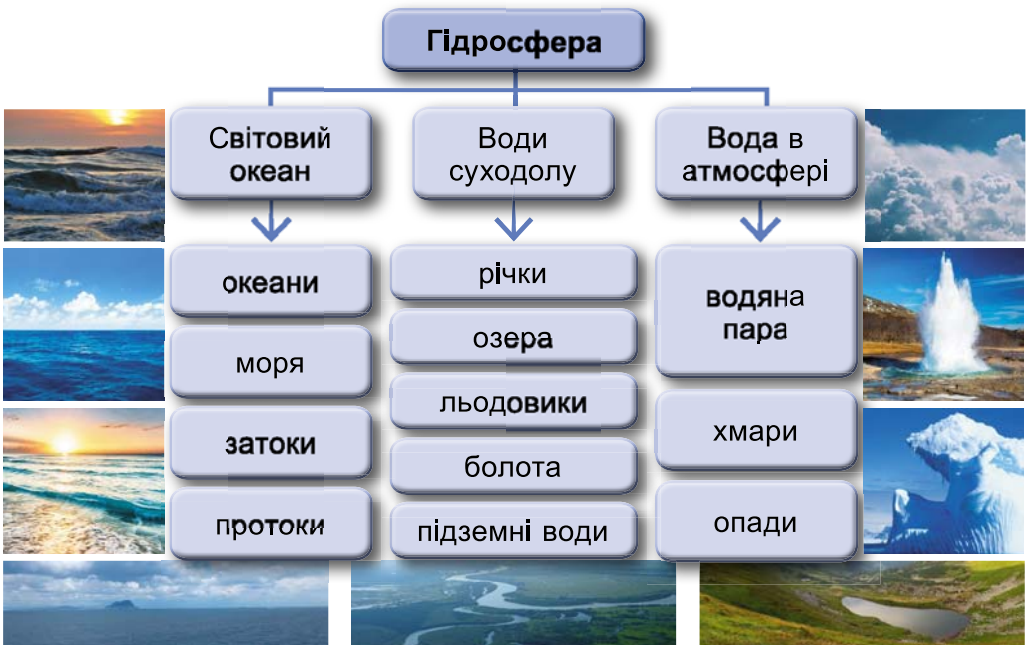 Гідросфера
Світовий
океан
океани
моря
затоки
протоки
Води
суходолу
річки
озера
льодовики
болота
підземні води
Вода в
атмосфері
водяна
пара
хмари
опади